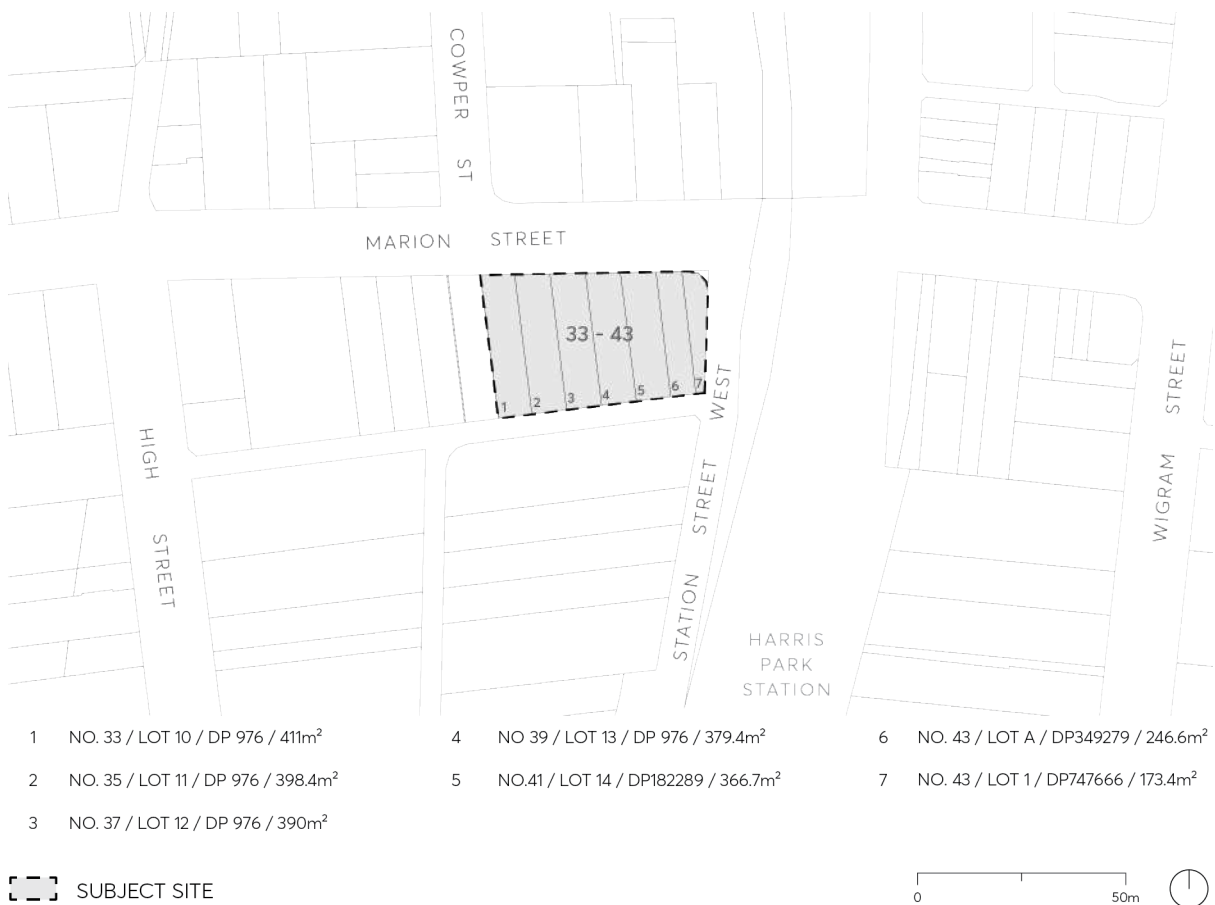 COWPER ST
MARION STREET
33 - 43
1 2 3 4 5 6 7
HIGH STREET
STATION STREET WEST
WIGRAM STREET
HARRIS
PARK
STATION
1 NO. 33 / LOT 10 / DP 976 / 411m²
2 NO. 35 / LOT 11 / DP 976 / 398.4m²
3 NO. 37 / LOT 12 / DP 976 / 390m²
4 NO 39 / LOT 13 / DP 976 / 379.4m²
5 NO.41 / LOT 14 / DP182289 / 366.7m²
6 NO. 43 / LOT A / DP349279 / 246.6m²
7 NO. 43 / LOT 1 / DP747666 / 173.4m²
SUBJECT SITE
0 50m